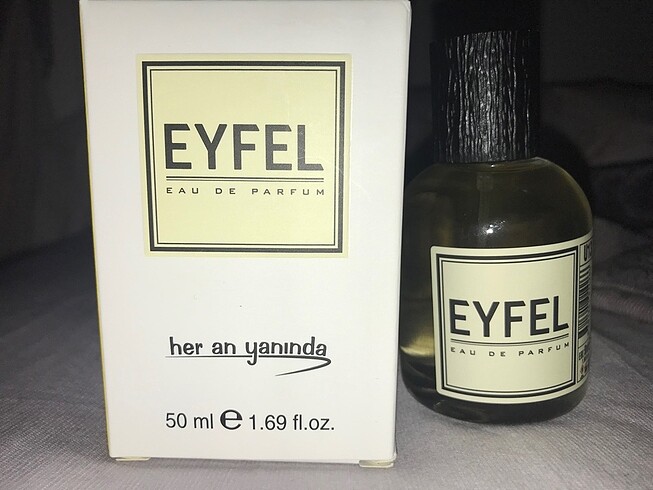 EYFEL
EAU DE PARFUM
her an yanında
50 ml e 1.69 fl.oz.
EYFEL
EAU DE PARFUM